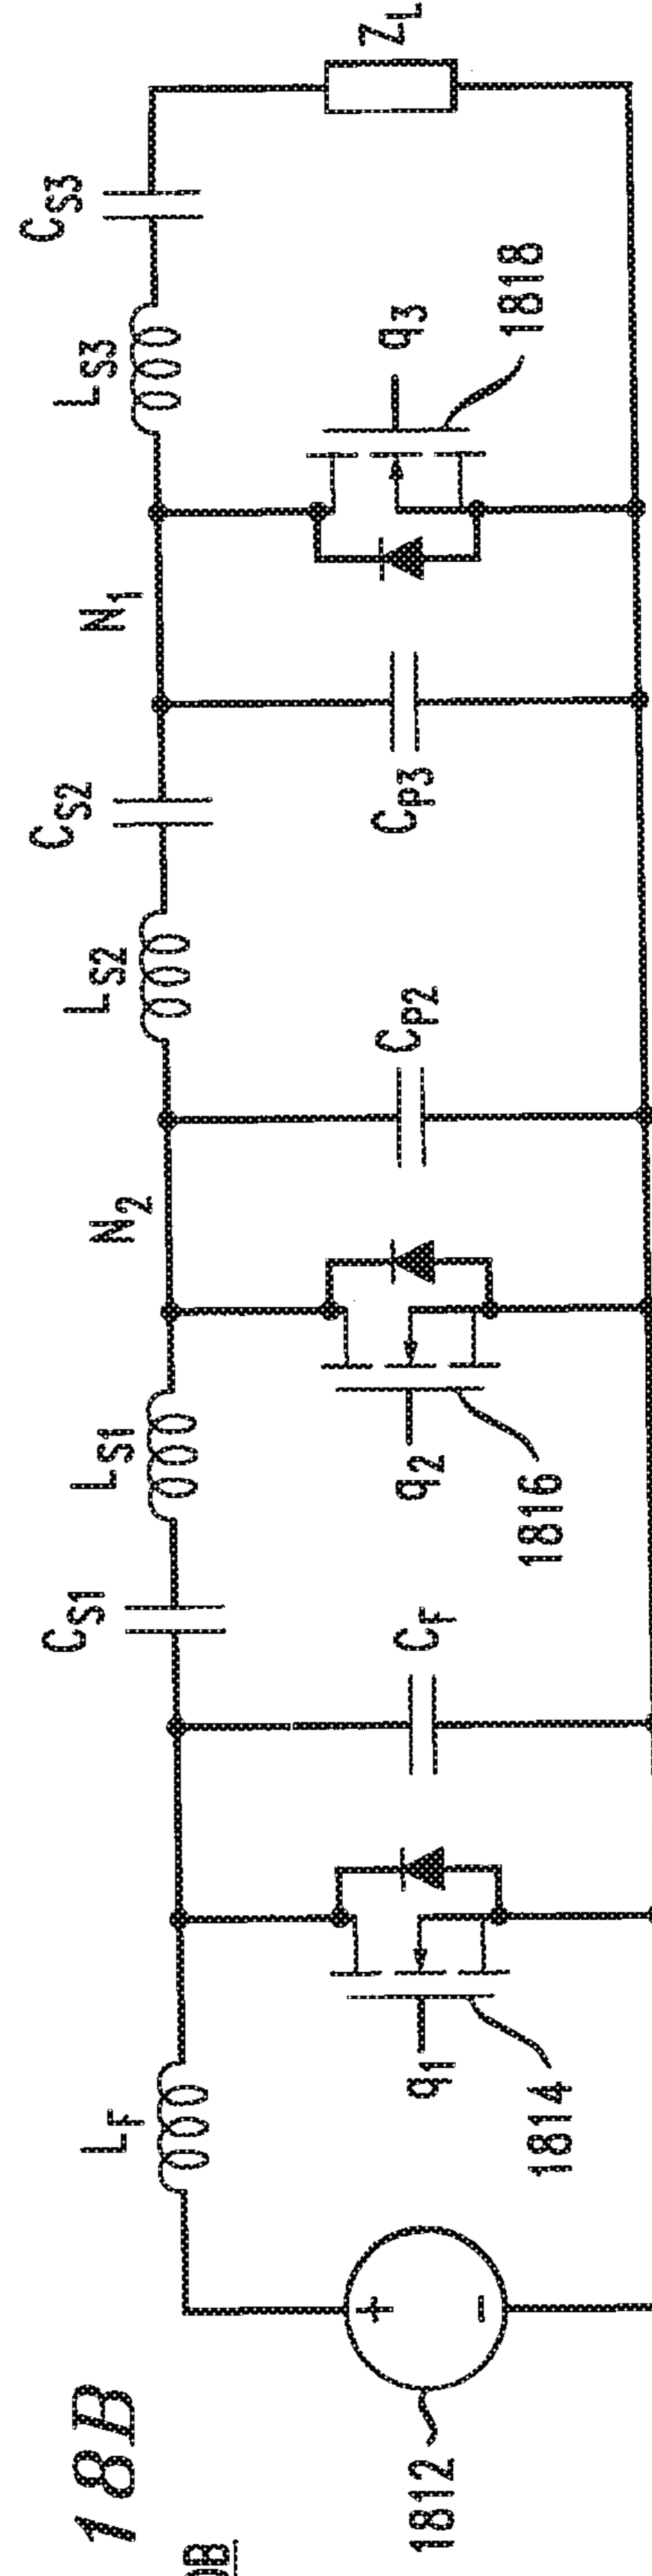 18B
0B
1812
L_F
q_1
1814
C_F
C_S1
L_S1
q_2
1816
N_2
C_P2
L_S2
C_S2
C_P3
N_1
q_3
1818
L_S3
C_S3
Z_L